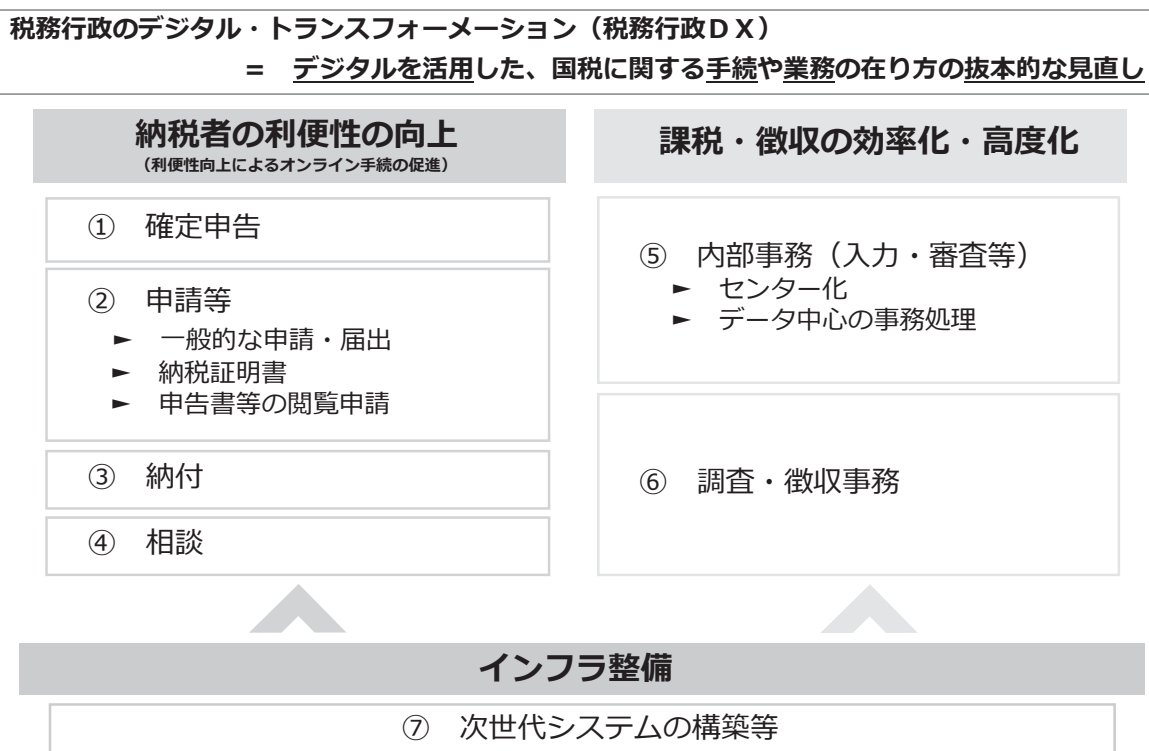 税務行政のデジタル・トランスフォーメーション（税務行政ＤＸ）
＝　デジタルを活用した、国税に関する手続や業務の在り方の抜本的な見直し
納税者の利便性の向上
（利便性向上によるオンライン手続の促進）
①　確定申告
②　申請等
►　一般的な申請・届出
►　納税証明書
►　申告書等の閲覧申請
③　納付
④　相談
課税・徴収の効率化・高度化
⑤　内部事務（入力・審査等）
►　センター化
►　データ中心の事務処理
⑥　調査・徴収事務
インフラ整備
⑦　次世代システムの構築等